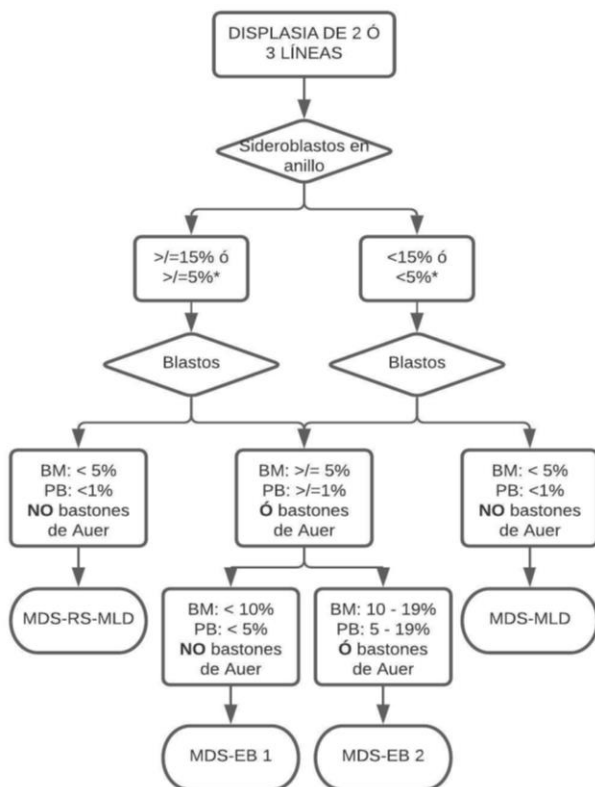 DISPLASIA DE 2 Ó
3 LÍNEAS
Sideroblastos en
anillo
>/=15% ó
>/=5%*
<15% ó
<5%*
Blastos
Blastos
BM: < 5%
PB: <1%
NO bastones
de Auer
BM: >/= 5%
PB: >/=1%
Ó bastones
de Auer
BM: < 5%
PB: <1%
NO bastones
de Auer
MDS-RS-MLD
BM: < 10%
PB: < 5%
NO bastones
de Auer
BM: 10 - 19%
PB: 5 - 19%
Ó bastones
de Auer
MDS-MLD
MDS-EB 1
MDS-EB 2